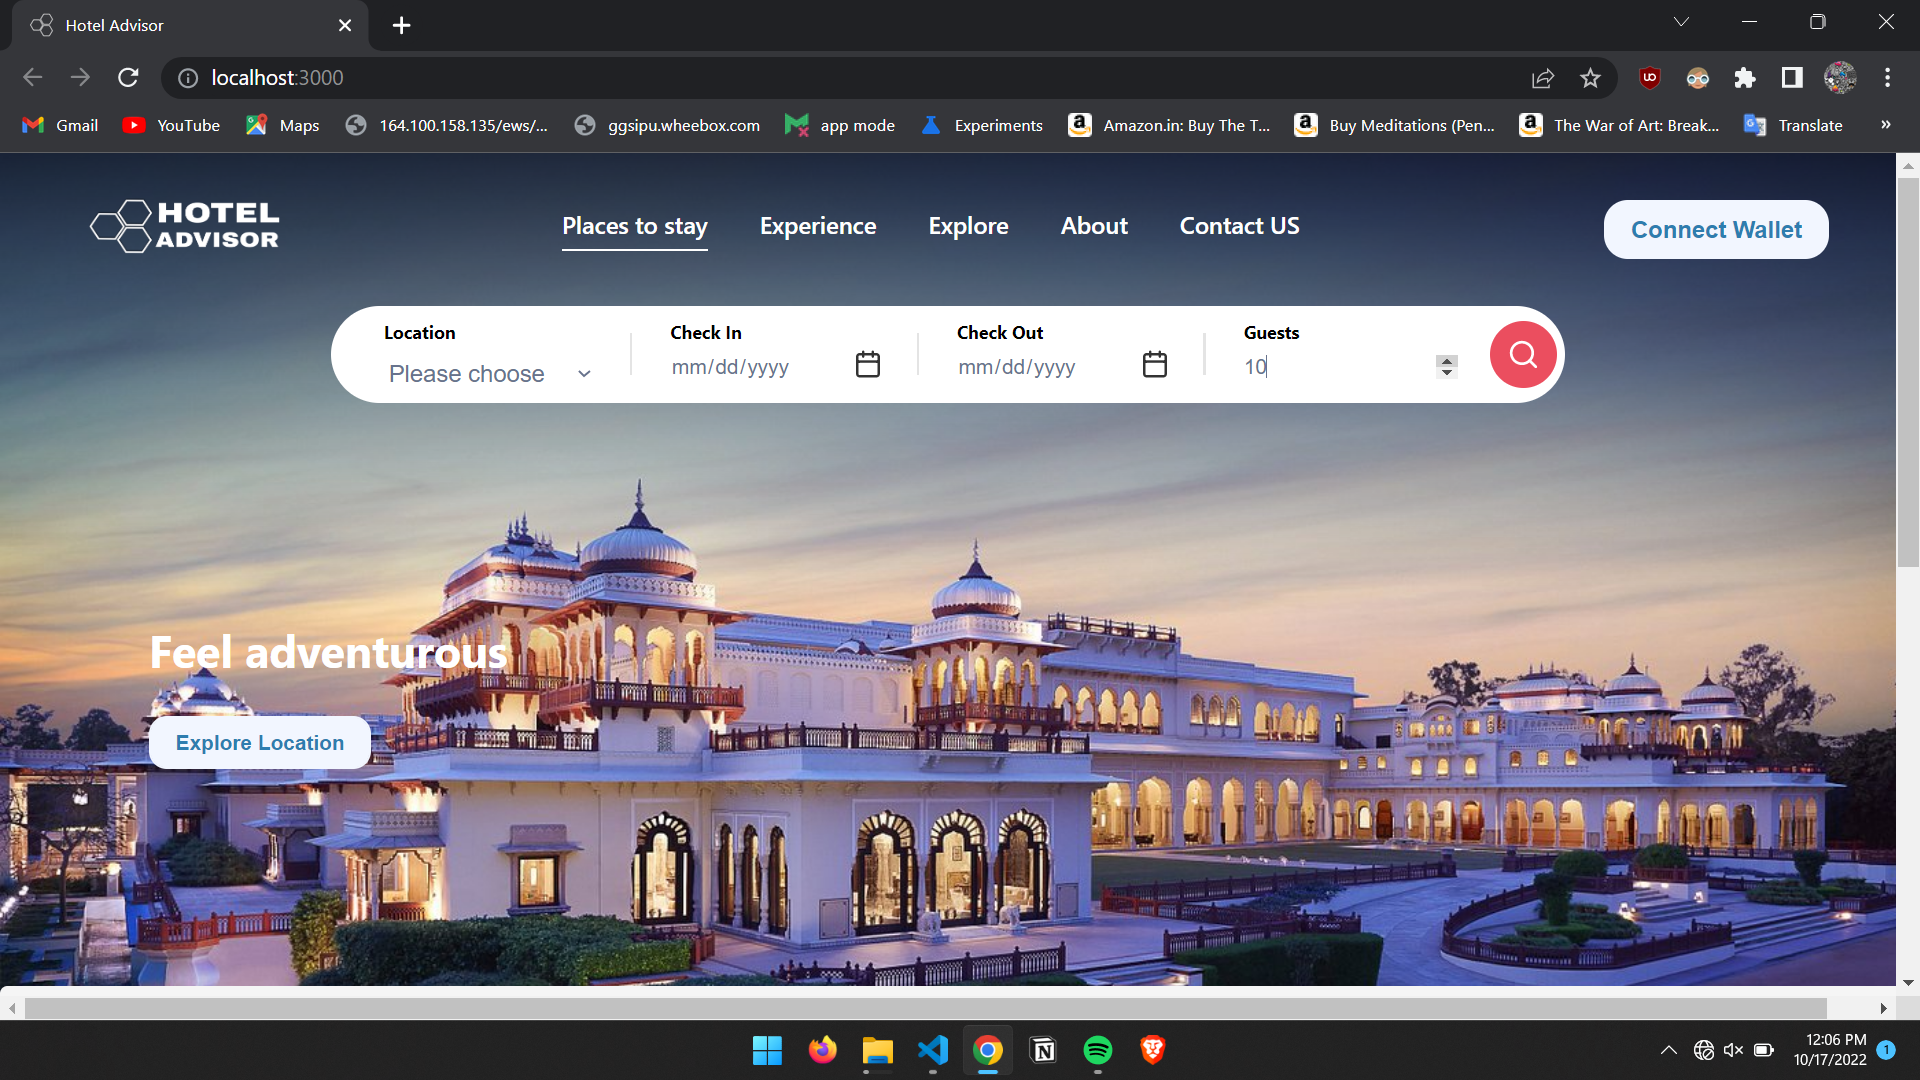 Hotel Advisor
localhost:3000
Gmail YouTube Maps 164.100.158.135/ews/... ggsipu.wheebox.com app mode Experiments Amazon.in: Buy The T... Buy Meditations (Pen... The War of Art: Break... Translate »
HOTEL
ADVISOR
Places to stay Experience Explore About Contact US Connect Wallet
Location Check In Check Out Guests
Please choose mm/dd/yyyy mm/dd/yyyy 10
Feel adventurous
Explore Location
12:06 PM
10/17/2022 1